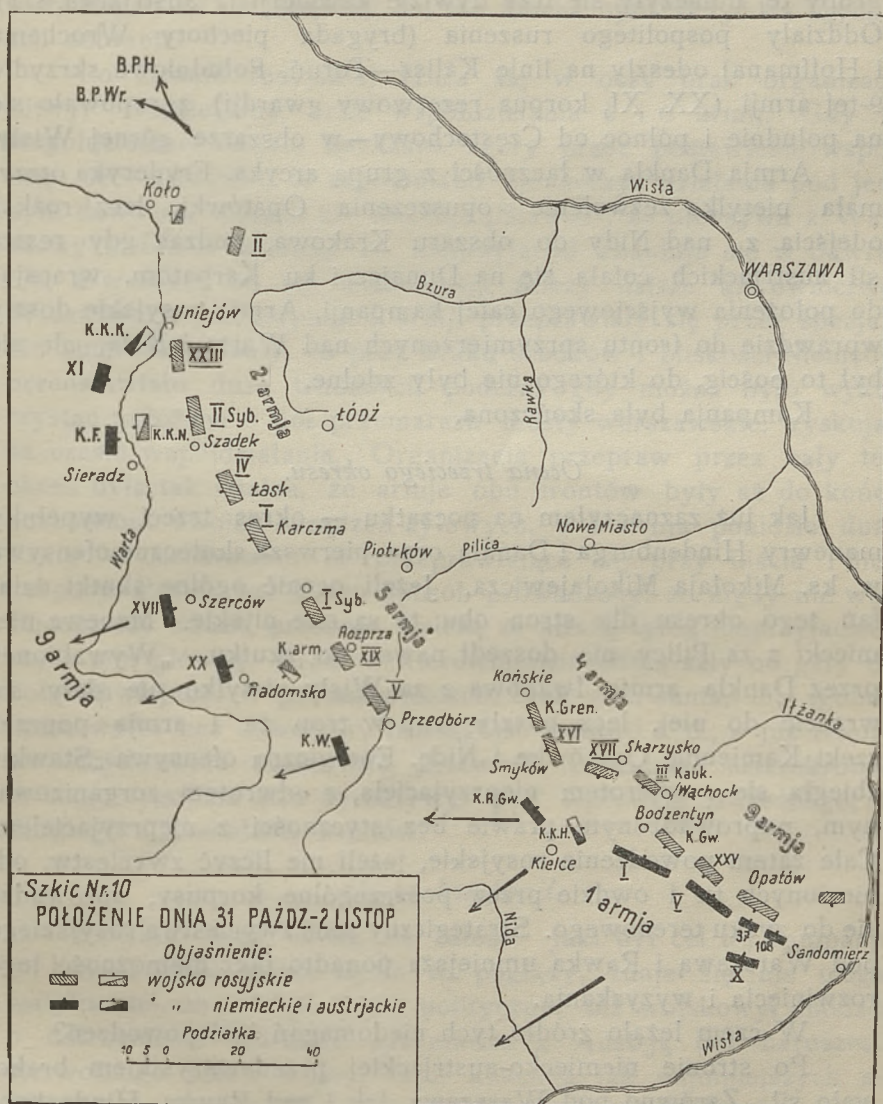 B.P.H.
B.P.Wr.
Koło
II
Wisła
WARSZAWA
Bzura
Uniejów
K.K.K.
XI
XXIII
2 armja
Rawka
II Syb.
ŁÓDŹ
K.F.
K.K.N.
Szadek
Sieradz
IV
Łask
I
Karczma
Warta
Piotrków
Pilica
Nowe Miasto
XVII
Szerców
I Syb.
5 armja
9 armja
Rozprza
K.arm.
XIX
XX
Radomsko
V
Przedbórz
4 armja
Końskie
K.Gren.
Iłżanka
XVI
XVII
Skarzysko
K.W.
Smyków
III Kauk.
Wąchock
K.R.Gw.
Bodzentyn
9 armja
K.K.H.
K.Gw.
Kielce
I
XXV
V
Opatów
1 armja
37
108
Sandomierz
X
Nida
Wisła
Szkic Nr.10
POŁOŻENIE DNIA 31 PAŹDZ-2 LISTOP
Objaśnienie:
wojsko rosyjskie
" niemieckie i austrjackie
Podziałka
10 5 0 20 40